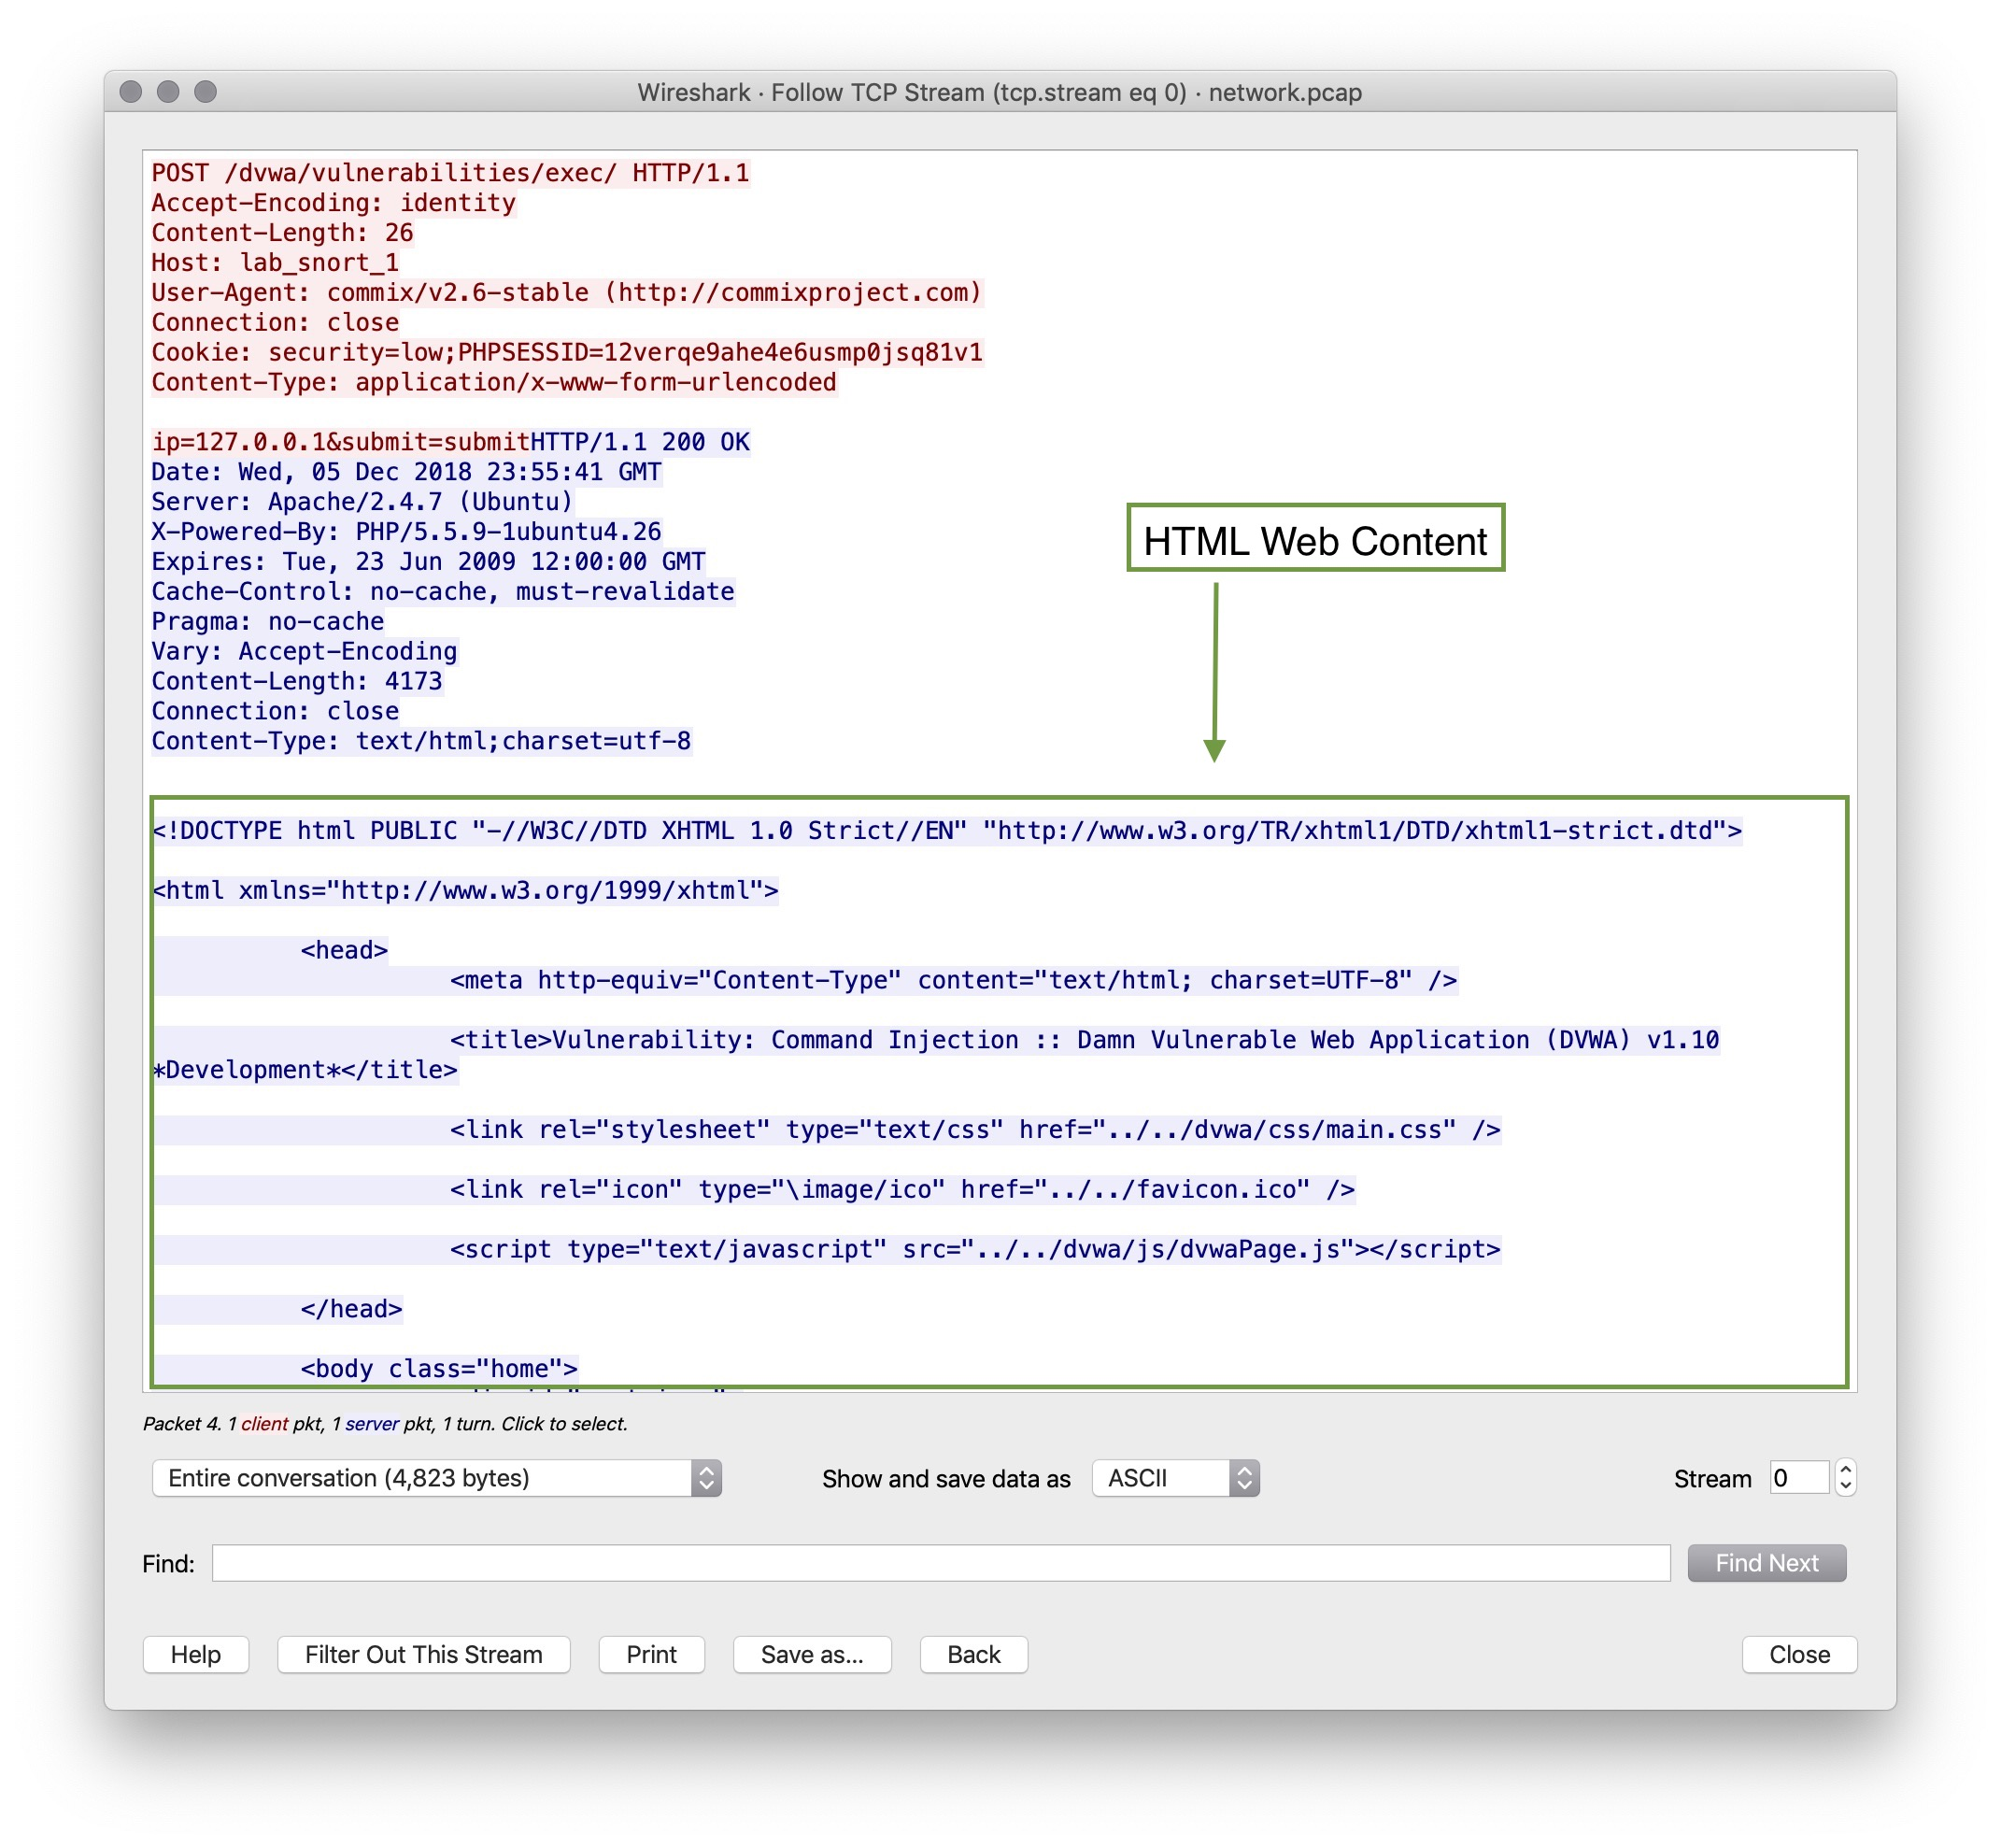 Wireshark · Follow TCP Stream (tcp.stream eq 0) · network.pcap
POST /dvwa/vulnerabilities/exec/ HTTP/1.1
Accept-Encoding: identity
Content-Length: 26
Host: lab_snort_1
User-Agent: commix/v2.6-stable (http://commixproject.com)
Connection: close
Cookie: security=low;PHPSESSID=12verqe9ahe4e6usmp0jsq81v1
Content-Type: application/x-www-form-urlencoded
ip=127.0.0.1&submit=submitHTTP/1.1 200 OK
Date: Wed, 05 Dec 2018 23:55:41 GMT
Server: Apache/2.4.7 (Ubuntu)
X-Powered-By: PHP/5.5.9-1ubuntu4.26
Expires: Tue, 23 Jun 2009 12:00:00 GMT
Cache-Control: no-cache, must-revalidate
Pragma: no-cache
Vary: Accept-Encoding
Content-Length: 4173
Connection: close
Content-Type: text/html;charset=utf-8
HTML Web Content
<!DOCTYPE html PUBLIC "-//W3C//DTD XHTML 1.0 Strict//EN" "http://www.w3.org/TR/xhtml1/DTD/xhtml1-strict.dtd">
<html xmlns="http://www.w3.org/1999/xhtml">
<head>
<meta http-equiv="Content-Type" content="text/html; charset=UTF-8" />
<title>Vulnerability: Command Injection :: Damn Vulnerable Web Application (DVWA) v1.10
*Development*</title>
<link rel="stylesheet" type="text/css" href="../../dvwa/css/main.css" />
<link rel="icon" type="\image/ico" href="../../favicon.ico" />
<script type="text/javascript" src="../../dvwa/js/dvwaPage.js"></script>
</head>
<body class="home">
Packet 4. 1 client pkt, 1 server pkt, 1 turn. Click to select.
Entire conversation (4,823 bytes) Show and save data as ASCII Stream 0
Find: Find Next
Help Filter Out This Stream Print Save as... Back Close